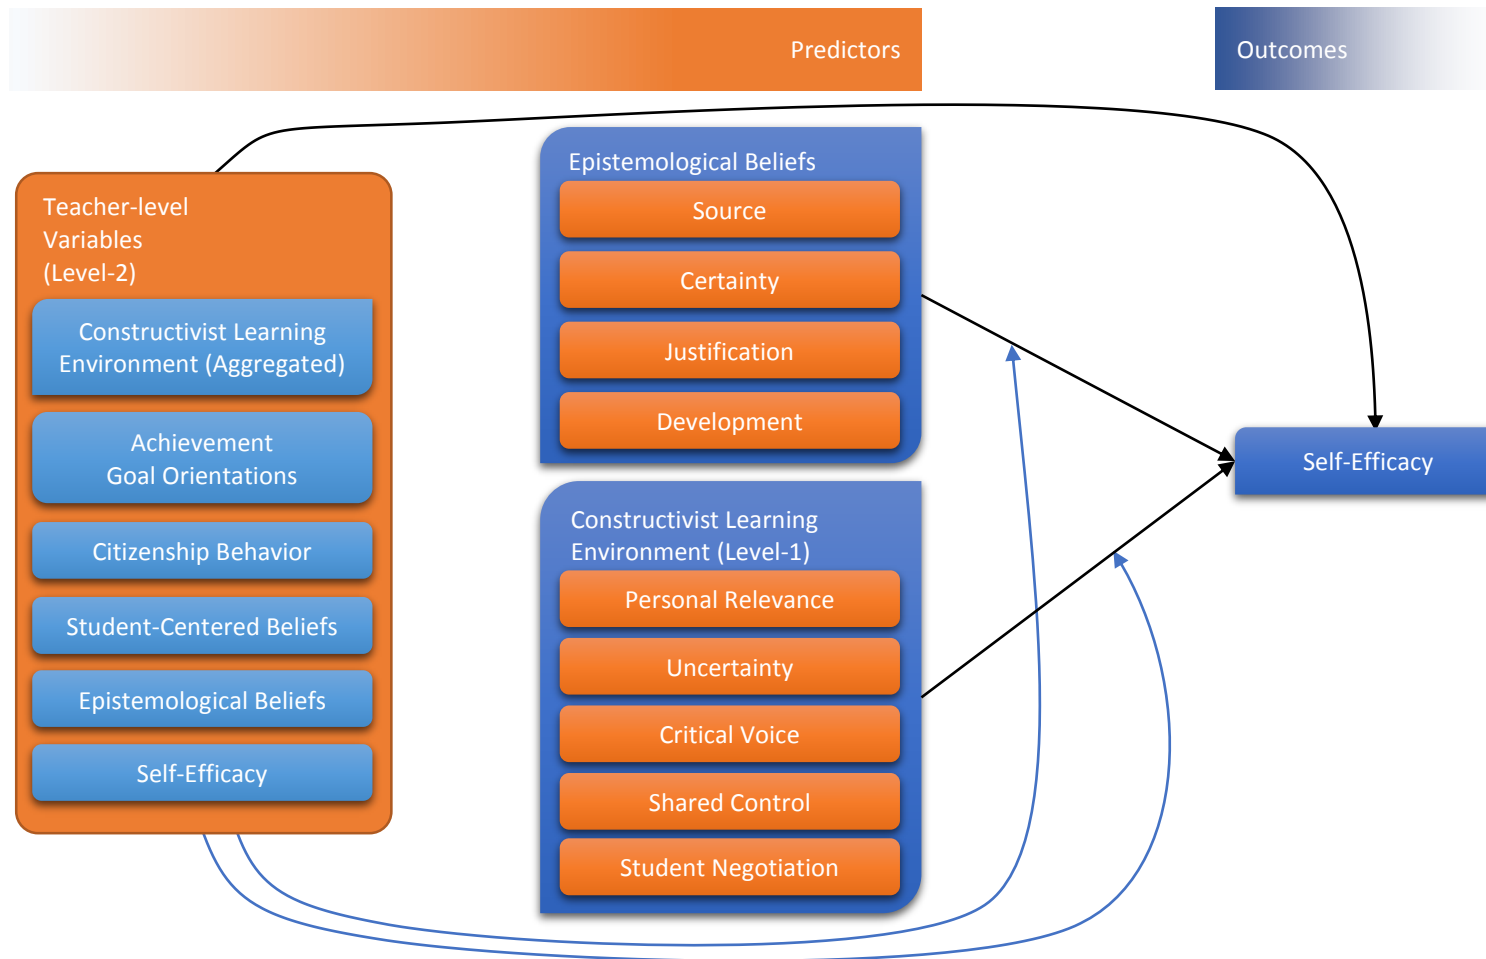 Predictors
Outcomes
Teacher-level
Variables
(Level-2)
Constructivist Learning
Environment (Aggregated)
Achievement
Goal Orientations
Citizenship Behavior
Student-Centered Beliefs
Epistemological Beliefs
Self-Efficacy
Epistemological Beliefs
Source
Certainty
Justification
Development
Constructivist Learning
Environment (Level-1)
Personal Relevance
Uncertainty
Critical Voice
Shared Control
Student Negotiation
Self-Efficacy